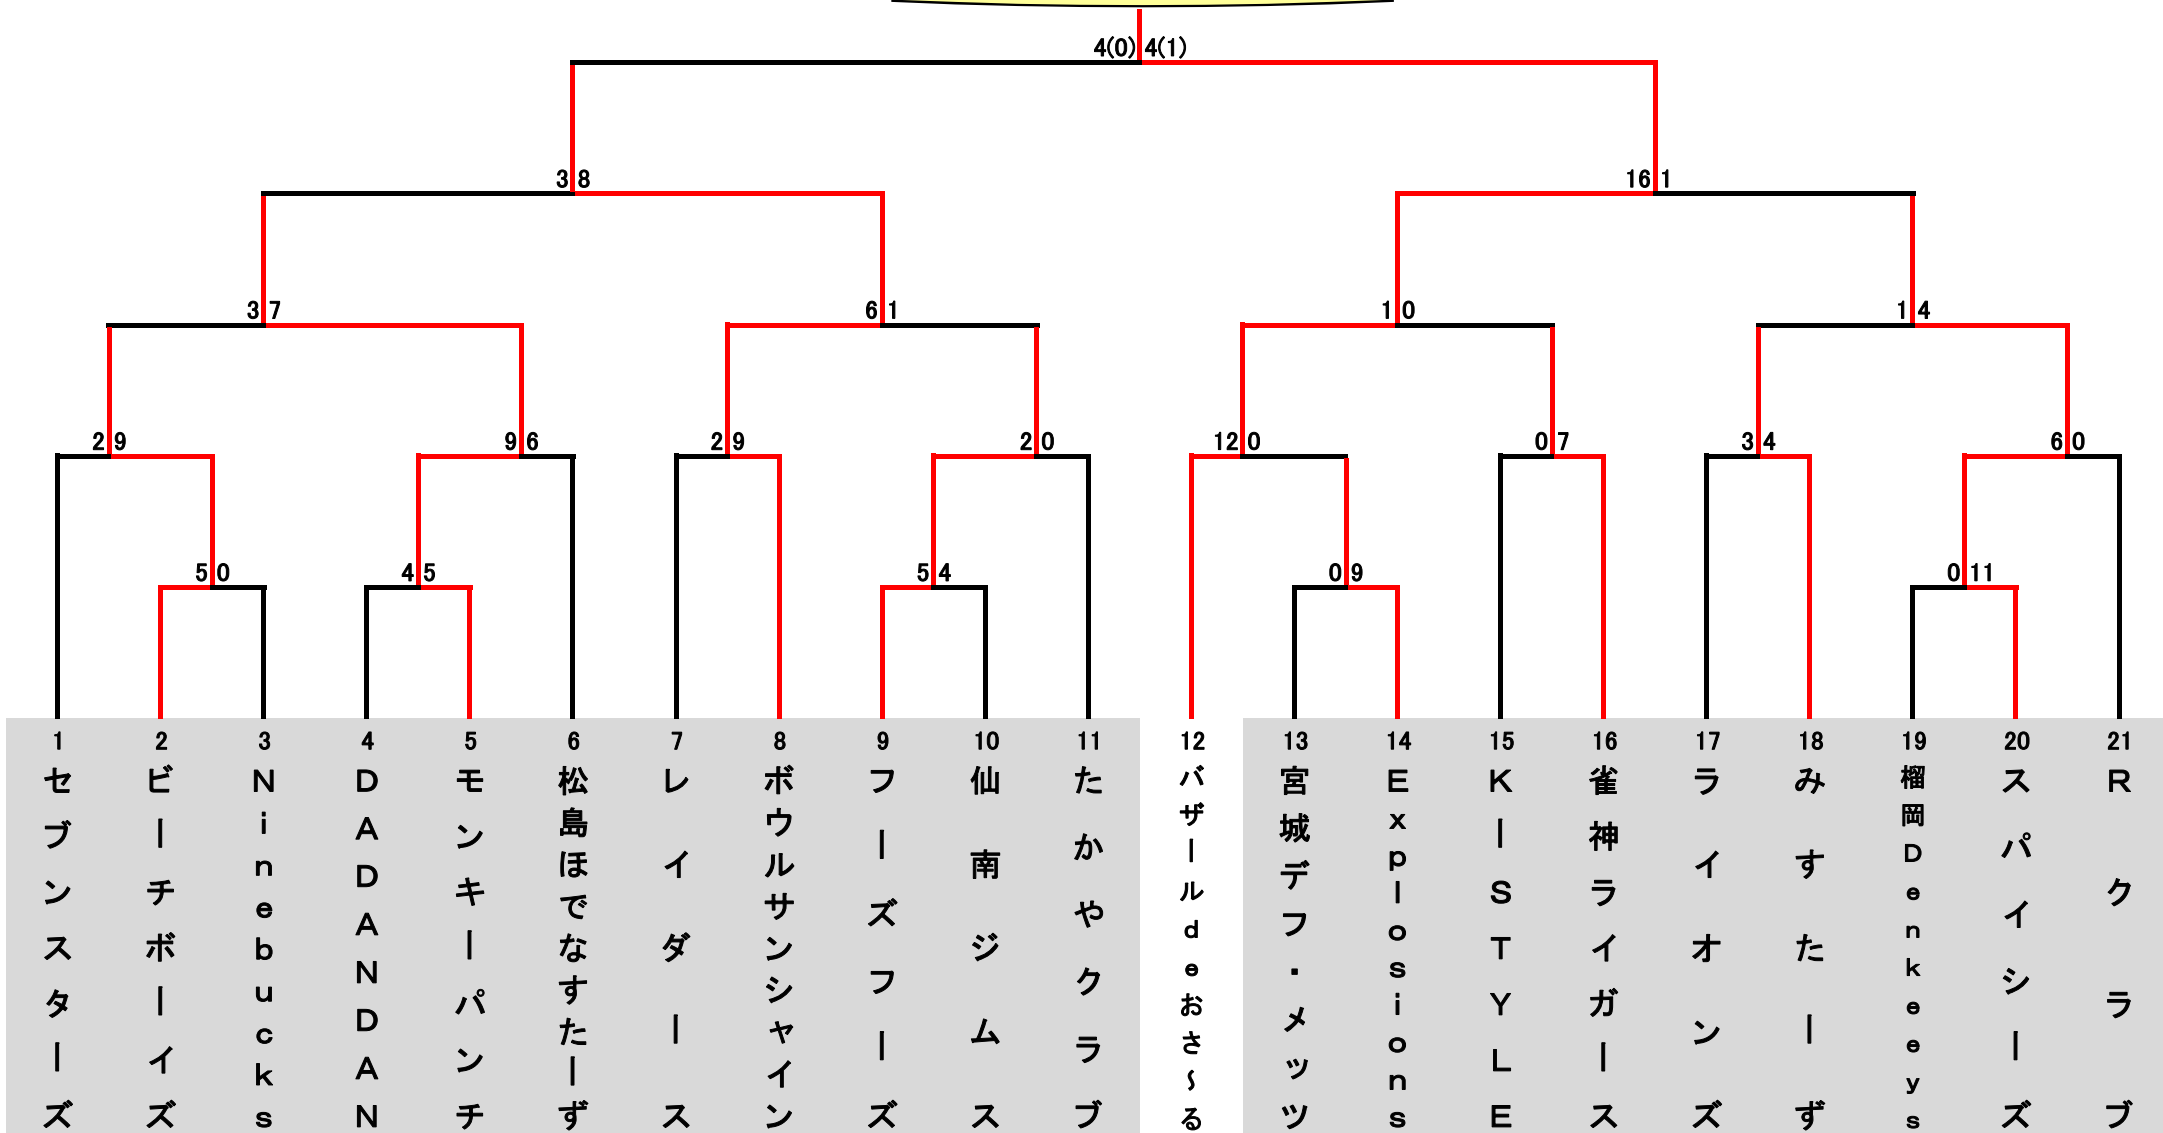 4(0) 4(1)
3 8
16 1
3 7
6 1
1 0
1 4
2 9
9 6
2 9
2 0
12 0
0 7
3 4
6 0
5 0
4 5
5 4
0 9
0 11
1 セブンスターズ
2 ビーチボーイズ
3 Ninebucks
4 DADANDAN
5 モンキーパンチ
6 松島ほでなすたーず
7 レイダース
8 ボウルサンシャイン
9 フーズフーズ
10 仙南ジムス
11 たかやクラブ
12 バザールdeおさ～る
13 宮城デフ・メッツ
14 Explosions
15 K－STYLE
16 雀神ライガース
17 ライオンズ
18 みすたーず
19 榴岡Denkeeys
20 スパイシーズ
21 Rクラブ